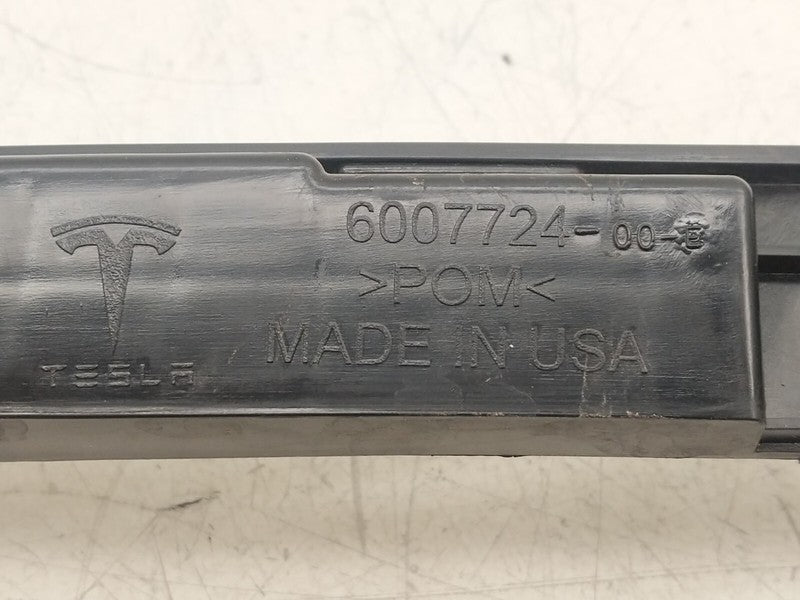 6007724-00-
>POM<
MADE IN USA
TESLA